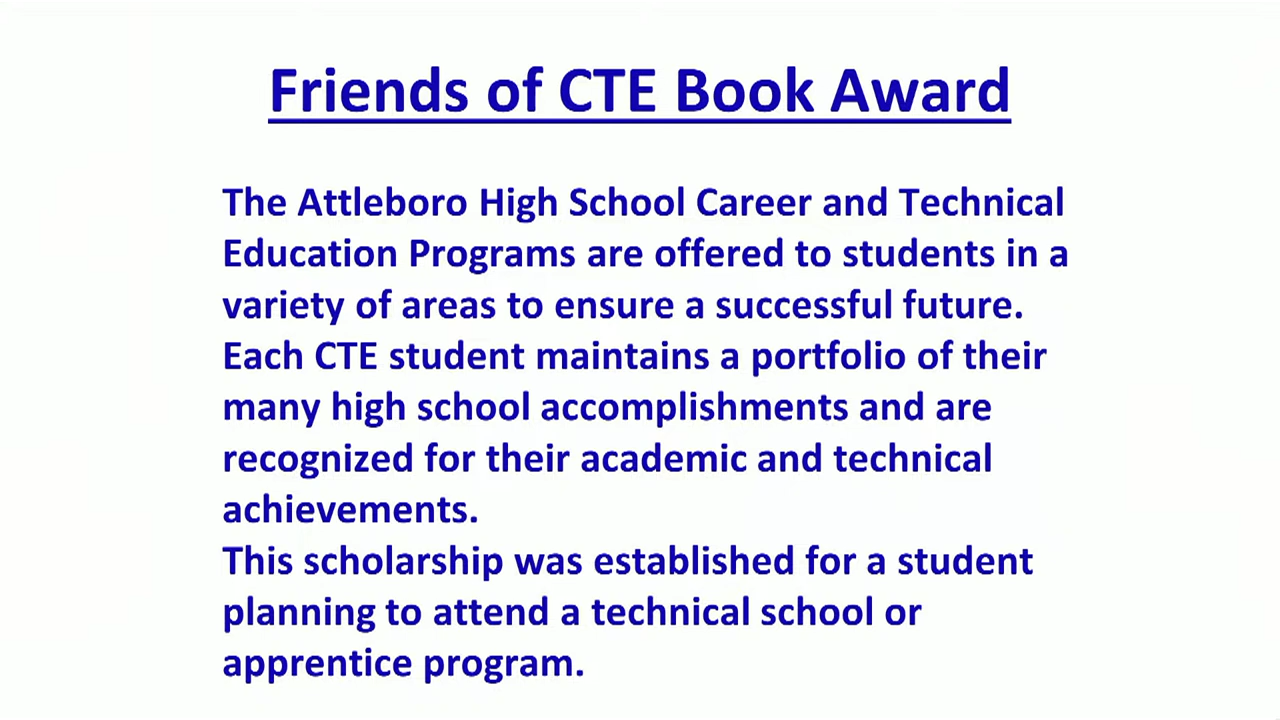 Friends of CTE Book Award
The Attleboro High School Career and Technical
Education Programs are offered to students in a
variety of areas to ensure a successful future.
Each CTE student maintains a portfolio of their
many high school accomplishments and are
recognized for their academic and technical
achievements.
This scholarship was established for a student
planning to attend a technical school or
apprentice program.